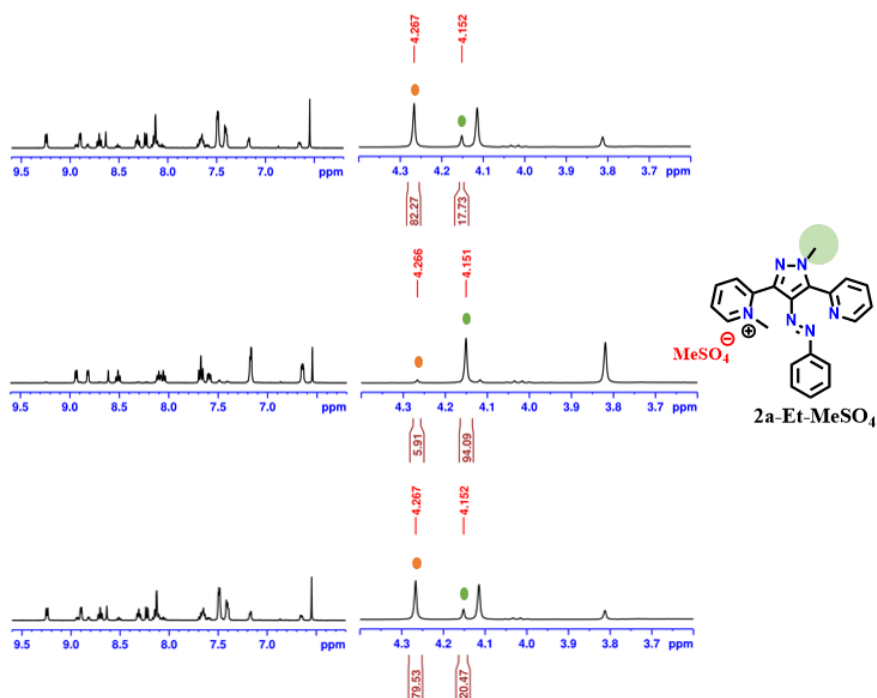 4.267
4.152
9.5 9.0 8.5 8.0 7.5 7.0 ppm
4.3 4.2 4.1 4.0 3.9 3.8 3.7 ppm
82.27
17.73
4.266
4.151
9.5 9.0 8.5 8.0 7.5 7.0 ppm
4.3 4.2 4.1 4.0 3.9 3.8 3.7 ppm
5.91
94.09
N
N
N
⊕
N
N
N
MeSO4
⊖
2a-Et-MeSO4
4.267
4.152
9.5 9.0 8.5 8.0 7.5 7.0 ppm
4.3 4.2 4.1 4.0 3.9 3.8 3.7 ppm
79.53
20.47